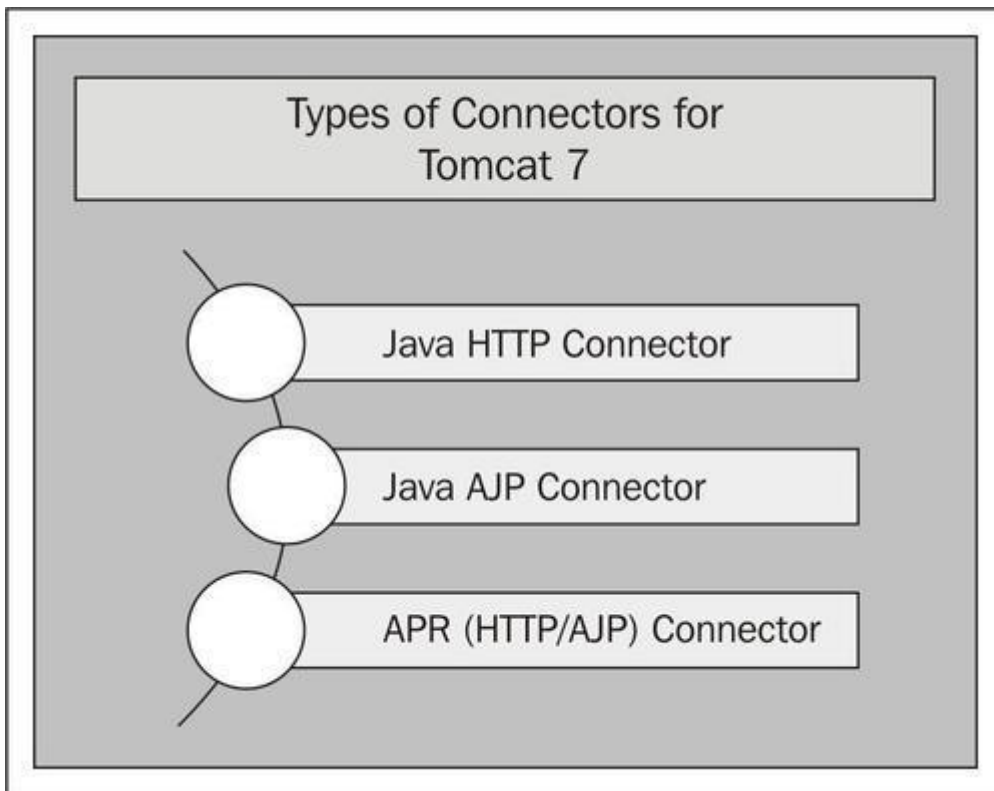 Types of Connectors for
Tomcat 7
Java HTTP Connector
Java AJP Connector
APR (HTTP/AJP) Connector